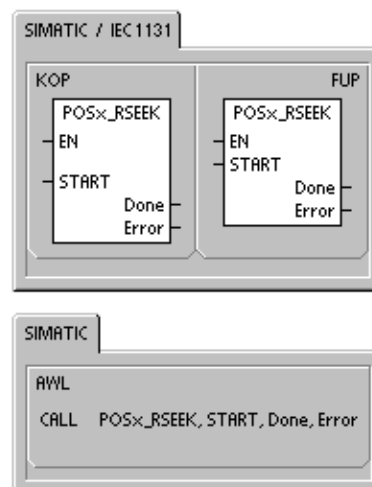 SIMATIC / IEC1131
KOP
FUP
POSx_RSEEK
EN
START
Done
Error
POSx_RSEEK
EN
START
Done
Error
SIMATIC
AWL
CALL POSx_RSEEK, START, Done, Error